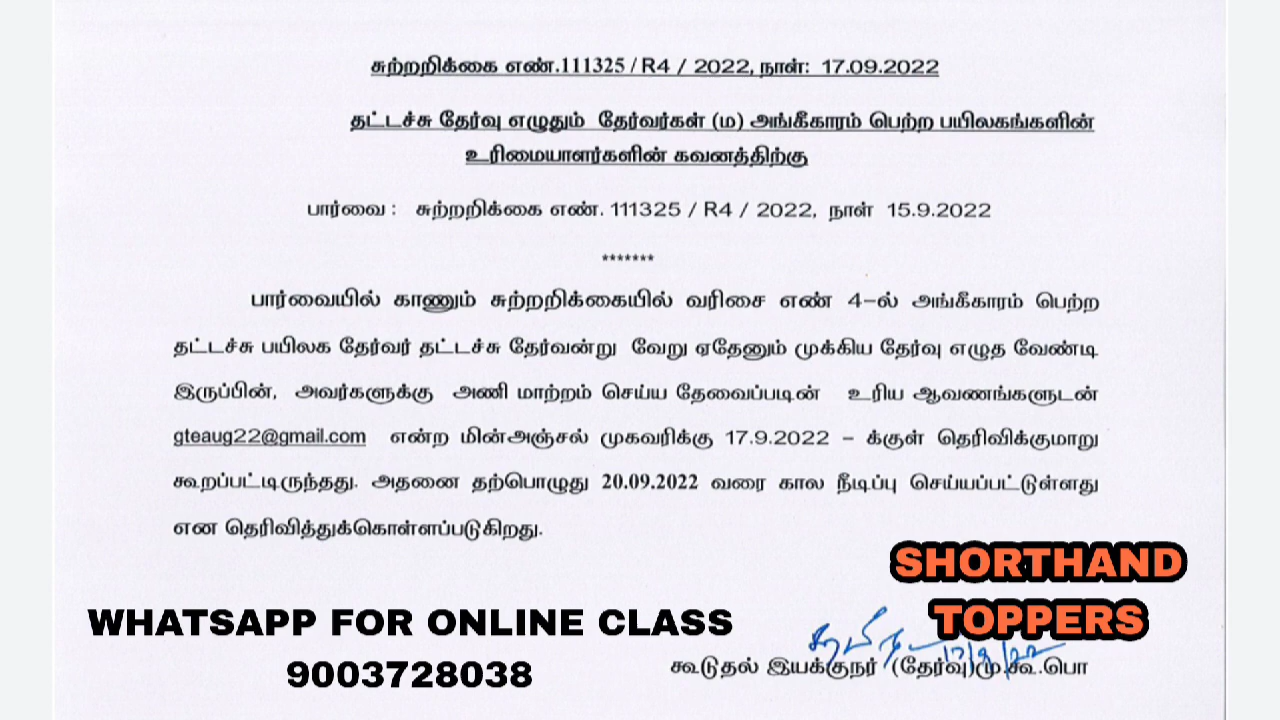 சுற்றறிக்கை எண்.111325 / R4 / 2022, நாள்: 17.09.2022
தட்டச்சு தேர்வு எழுதும் தேர்வர்கள் (ம) அங்கீகாரம் பெற்ற பயிலகங்களின்
உரிமையாளர்களின் கவனத்திற்கு
பார்வை : சுற்றறிக்கை எண். 111325 / R4 / 2022, நாள் 15.9.2022
*******
பார்வையில் காணும் சுற்றறிக்கையில் வரிசை எண் 4-ல் அங்கீகாரம் பெற்ற
தட்டச்சு பயிலக தேர்வர் தட்டச்சு தேர்வன்று வேறு ஏதேனும் முக்கிய தேர்வு எழுத வேண்டி
இருப்பின், அவர்களுக்கு அணி மாற்றம் செய்ய தேவைப்படின் உரிய ஆவணங்களுடன்
gteaug22@gmail.com என்ற மின்அஞ்சல் முகவரிக்கு 17.9.2022 – க்குள் தெரிவிக்குமாறு
கூறப்பட்டிருந்தது. அதனை தற்பொழுது 20.09.2022 வரை கால நீடிப்பு செய்யப்பட்டுள்ளது
என தெரிவித்துக்கொள்ளப்படுகிறது.
SHORTHAND
TOPPERS
WHATSAPP FOR ONLINE CLASS
9003728038
17/9/22
கூடுதல் இயக்குநர் (தேர்வு)மு.கூ.பொ